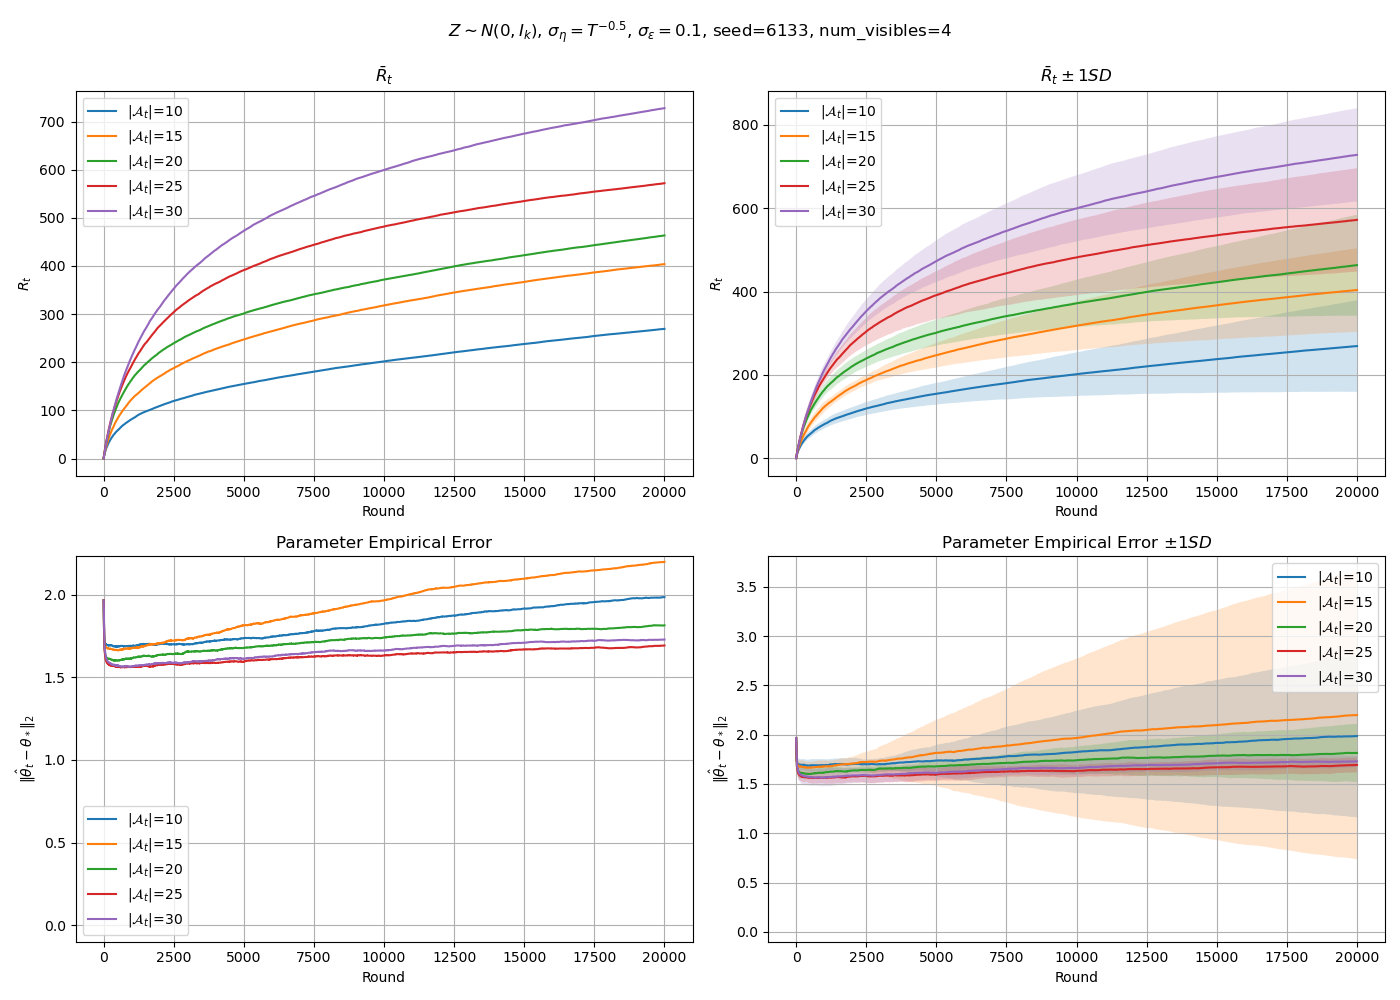 Z ∼ N(0, I_k), σ_η = T^{−0.5}, σ_ε = 0.1, seed=6133, num_visibles=4
R̄_t
R_t
700
600
500
400
300
200
100
0
|𝒜_t|=10
|𝒜_t|=15
|𝒜_t|=20
|𝒜_t|=25
|𝒜_t|=30
0 2500 5000 7500 10000 12500 15000 17500 20000
Round
R̄_t ± 1SD
R_t
800
600
400
200
0
|𝒜_t|=10
|𝒜_t|=15
|𝒜_t|=20
|𝒜_t|=25
|𝒜_t|=30
0 2500 5000 7500 10000 12500 15000 17500 20000
Round
Parameter Empirical Error
‖θ̂_t − θ_*‖_2
2.0
1.5
1.0
0.5
0.0
|𝒜_t|=10
|𝒜_t|=15
|𝒜_t|=20
|𝒜_t|=25
|𝒜_t|=30
0 2500 5000 7500 10000 12500 15000 17500 20000
Round
Parameter Empirical Error ±1SD
‖θ̂_t − θ_*‖_2
3.5
3.0
2.5
2.0
1.5
1.0
0.5
0.0
|𝒜_t|=10
|𝒜_t|=15
|𝒜_t|=20
|𝒜_t|=25
|𝒜_t|=30
0 2500 5000 7500 10000 12500 15000 17500 20000
Round